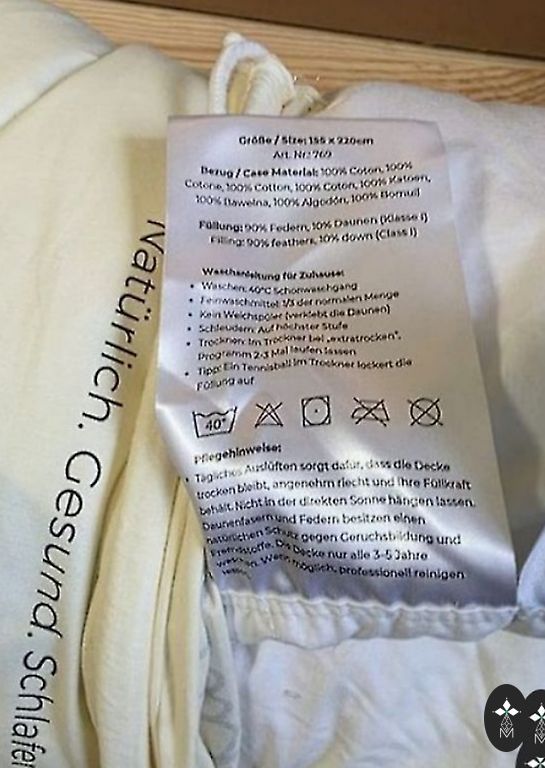 Größe / Size: 155 x 220cm
Art. Nr.: 769
Bezug / Case Material: 100% Coton, 100%
Cotone, 100% Cotton, 100% Coton, 100% Katoen,
100% Bawełna, 100% Algodón, 100% Bomull
Füllung: 90% Federn, 10% Daunen (Klasse I)
Filling: 90% feathers, 10% down (Class I)
Waschanleitung für Zuhause:
• Waschen: 40°C Schonwaschgang
• Feinwaschmittel: 1/3 der normalen Menge
• Kein Weichspüler (verklebt die Daunen)
• Schleudern: Auf höchster Stufe
• Trocknen: Im Trockner bei „extratrocken".
Programm 2-3 Mal laufen lassen
• Tipp: Ein Tennisball im Trockner lockert die
Füllung auf
40°
Pflegehinweise:
• Tägliches Auslüften sorgt dafür, dass die Decke
trocken bleibt, angenehm riecht und ihre Füllkraft
behält. Nicht in der direkten Sonne hängen lassen.
Daunenfasern und Federn besitzen einen
natürlichen Schutz gegen Geruchsbildung und
Fremdstoffe. Die Decke nur alle 3-5 Jahre
Wenn möglich, professionell reinigen
Natürlich. Gesund. Schlafen
M
M